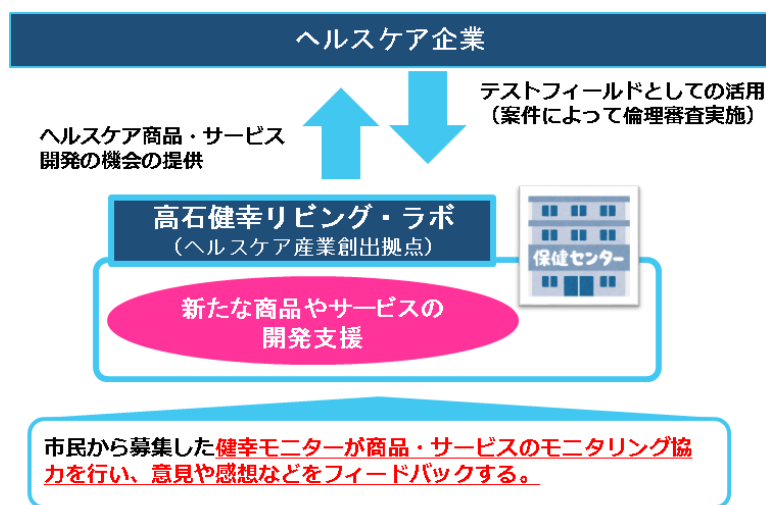 ヘルスケア企業
テストフィールドとしての活用
（案件によって倫理審査実施）
ヘルスケア商品・サービス
開発の機会の提供
高石健幸リビング・ラボ
（ヘルスケア産業創出拠点）
保健センター
新たな商品やサービスの
開発支援
市民から募集した健幸モニターが商品・サービスのモニタリング協
力を行い、意見や感想などをフィードバックする。